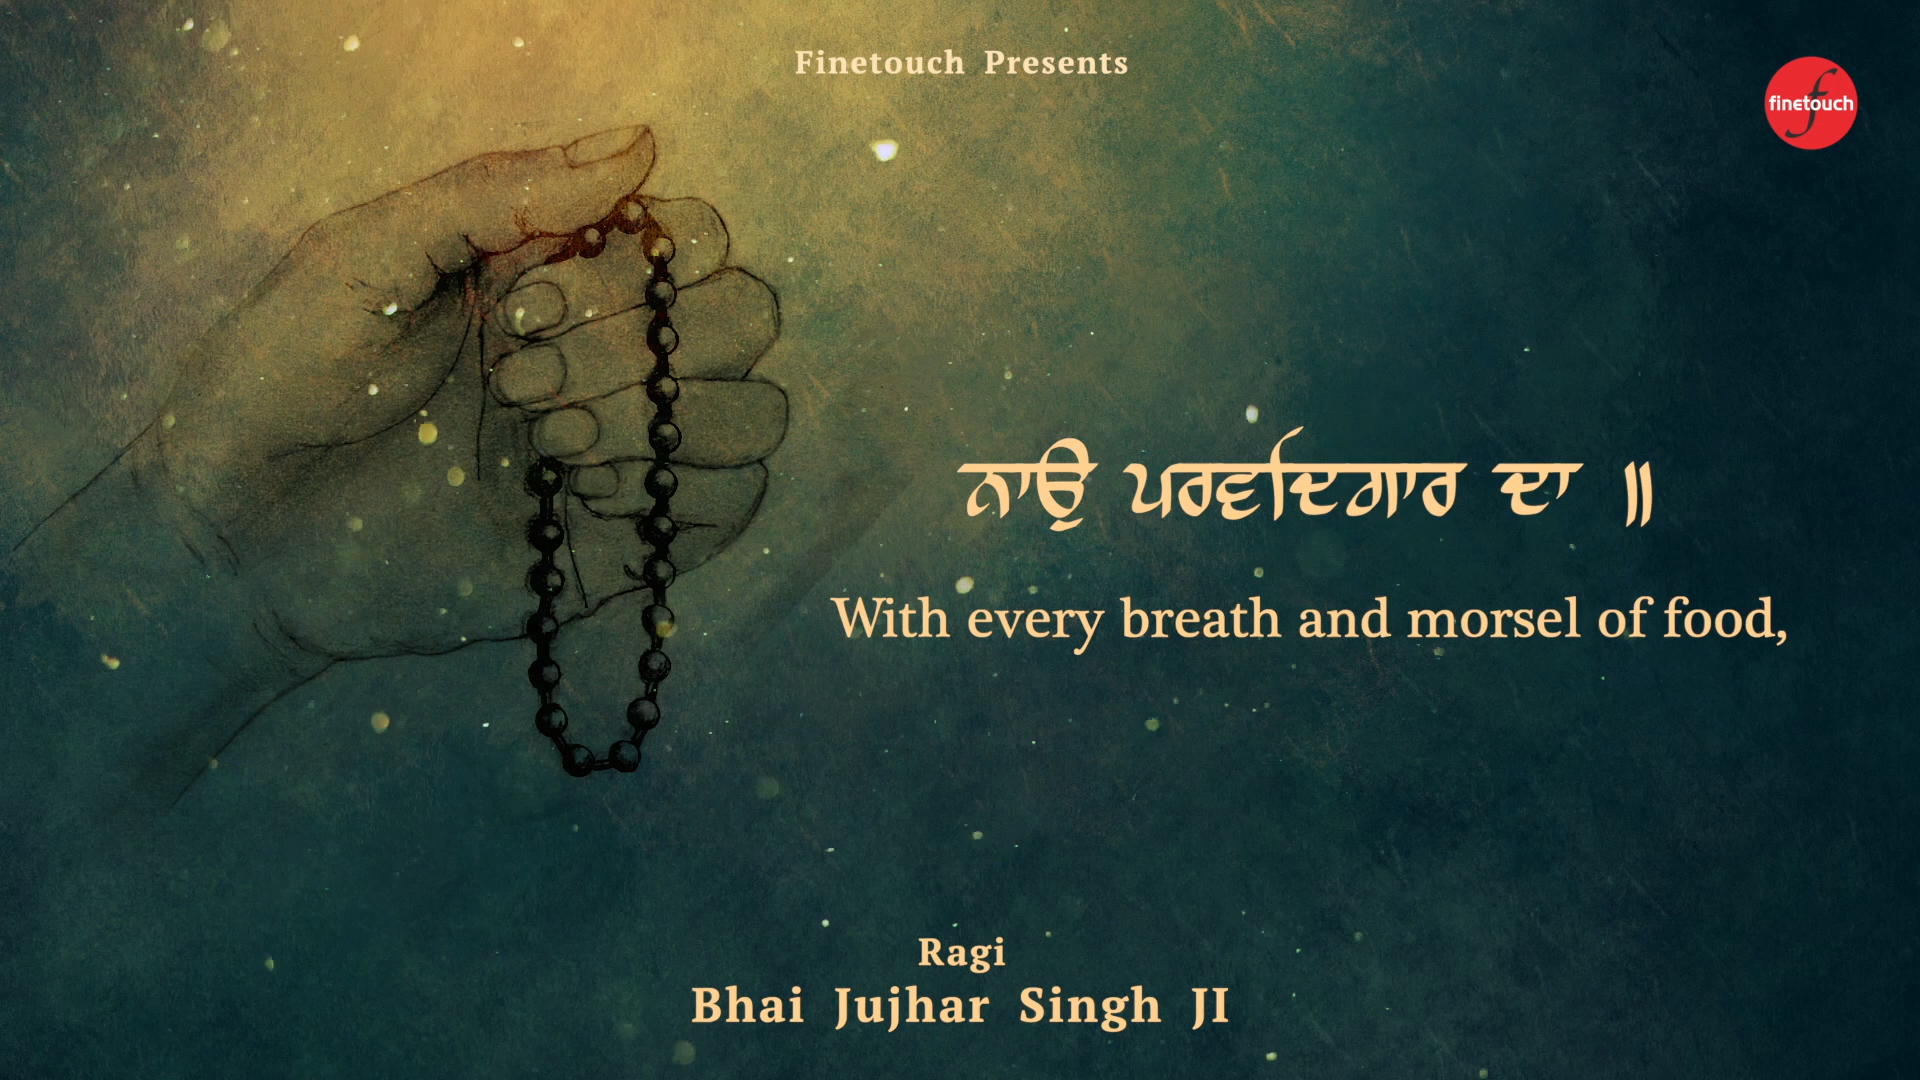 Finetouch Presents
finetouch
ਨਾਉ ਪਰਵਦਿਗਾਰ ਦਾ ॥
With every breath and morsel of food,
Ragi
Bhai Jujhar Singh JI